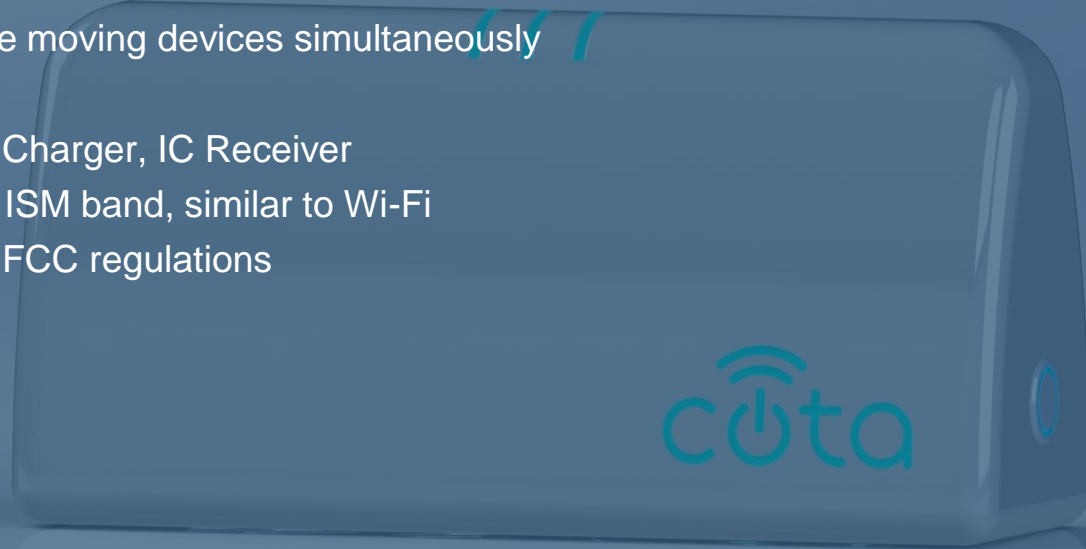 e moving devices simultaneously
Charger, IC Receiver
ISM band, similar to Wi-Fi
FCC regulations
cota